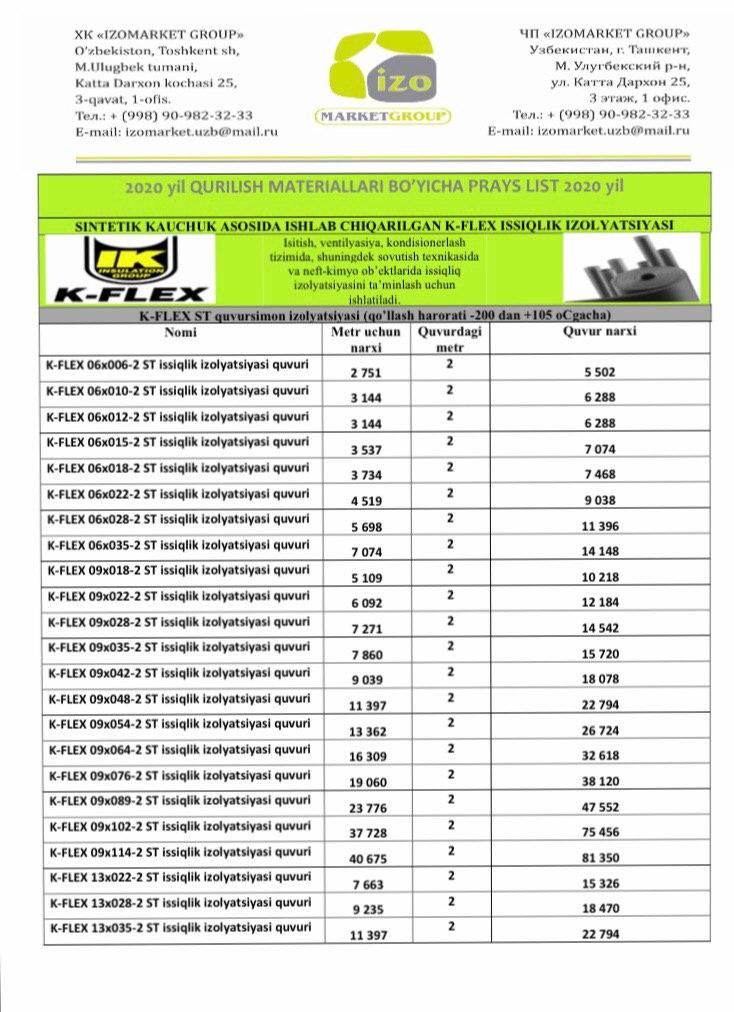 XK «IZOMARKET GROUP»
O'zbekiston, Toshkent sh,
M.Ulugbek tumani,
Katta Darxon kochasi 25,
3-qavat, 1-ofis.
Тел.: + (998) 90-982-32-33
E-mail: izomarket.uzb@mail.ru
izo
MARKETGROUP
ЧП «IZOMARKET GROUP»
Узбекистан, г. Ташкент,
М. Улугбекский р-н,
ул. Катта Дархон 25,
3 этаж, 1 офис.
Тел.: + (998) 90-982-32-33
E-mail: izomarket.uzb@mail.ru
2020 yil QURILISH MATERIALLARI BO'YICHA PRAYS LIST 2020 yil
SINTETIK KAUCHUK ASOSIDA ISHLAB CHIQARILGAN K-FLEX ISSIQLIK IZOLYATSIYASI
IK
INSULATION
GROUP
K-FLEX
Isitish, ventilyasiya, kondisionerlash
tizimida, shuningdek sovutish texnikasida
va neft-kimyo ob'ektlarida issiqliq
izolyatsiyasini ta'minlash uchun
ishlatiladi.
K-FLEX ST quvursimon izolyatsiyasi (qo'llash harorati -200 dan +105 oCgacha)
Nomi Metr uchun narxi Quvurdagi metr Quvur narxi
K-FLEX 06x006-2 ST issiqlik izolyatsiyasi quvuri 2 751 2 5 502
K-FLEX 06x010-2 ST issiqlik izolyatsiyasi quvuri 3 144 2 6 288
K-FLEX 06x012-2 ST issiqlik izolyatsiyasi quvuri 3 144 2 6 288
K-FLEX 06x015-2 ST issiqlik izolyatsiyasi quvuri 3 537 2 7 074
K-FLEX 06x018-2 ST issiqlik izolyatsiyasi quvuri 3 734 2 7 468
K-FLEX 06x022-2 ST issiqlik izolyatsiyasi quvuri 4 519 2 9 038
K-FLEX 06x028-2 ST issiqlik izolyatsiyasi quvuri 5 698 2 11 396
K-FLEX 06x035-2 ST issiqlik izolyatsiyasi quvuri 7 074 2 14 148
K-FLEX 09x018-2 ST issiqlik izolyatsiyasi quvuri 5 109 2 10 218
K-FLEX 09x022-2 ST issiqlik izolyatsiyasi quvuri 6 092 2 12 184
K-FLEX 09x028-2 ST issiqlik izolyatsiyasi quvuri 7 271 2 14 542
K-FLEX 09x035-2 ST issiqlik izolyatsiyasi quvuri 7 860 2 15 720
K-FLEX 09x042-2 ST issiqlik izolyatsiyasi quvuri 9 039 2 18 078
K-FLEX 09x048-2 ST issiqlik izolyatsiyasi quvuri 11 397 2 22 794
K-FLEX 09x054-2 ST issiqlik izolyatsiyasi quvuri 13 362 2 26 724
K-FLEX 09x064-2 ST issiqlik izolyatsiyasi quvuri 16 309 2 32 618
K-FLEX 09x076-2 ST issiqlik izolyatsiyasi quvuri 19 060 2 38 120
K-FLEX 09x089-2 ST issiqlik izolyatsiyasi quvuri 23 776 2 47 552
K-FLEX 09x102-2 ST issiqlik izolyatsiyasi quvuri 37 728 2 75 456
K-FLEX 09x114-2 ST issiqlik izolyatsiyasi quvuri 40 675 2 81 350
K-FLEX 13x022-2 ST issiqlik izolyatsiyasi quvuri 7 663 2 15 326
K-FLEX 13x028-2 ST issiqlik izolyatsiyasi quvuri 9 235 2 18 470
K-FLEX 13x035-2 ST issiqlik izolyatsiyasi quvuri 11 397 2 22 794